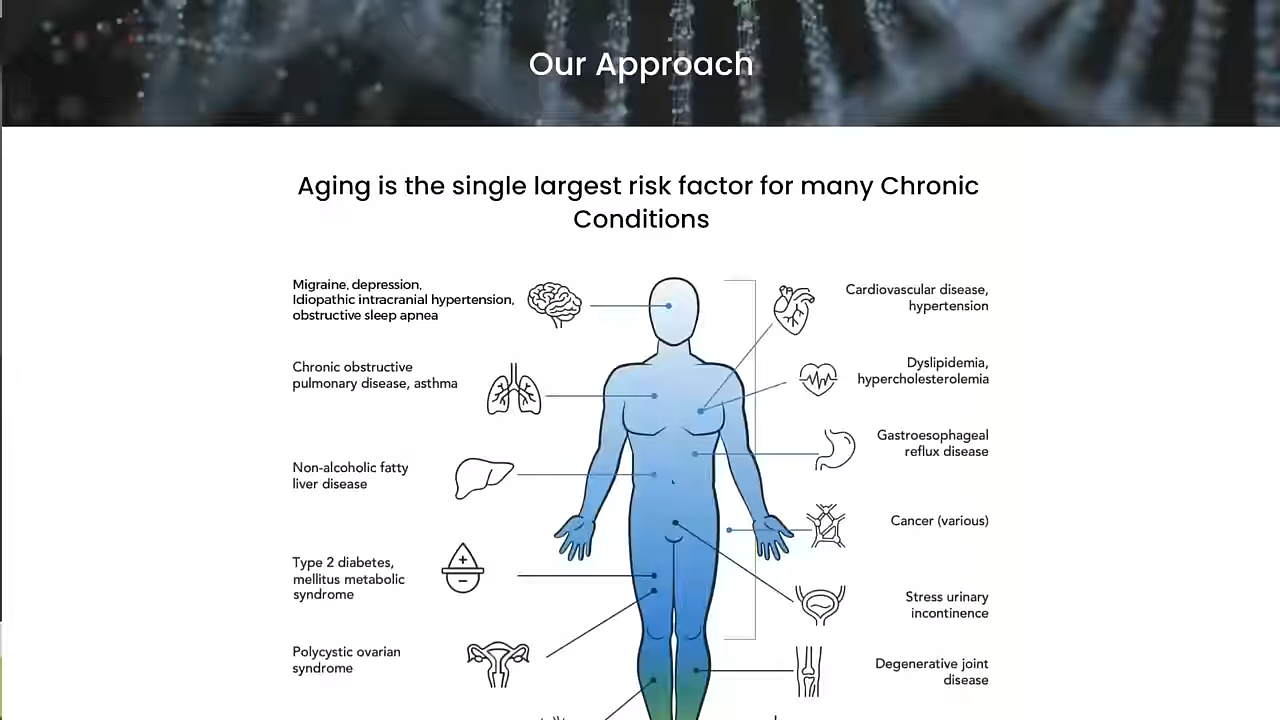 Our Approach
Aging is the single largest risk factor for many Chronic
Conditions
Migraine, depression,
Idiopathic intracranial hypertension,
obstructive sleep apnea
Chronic obstructive
pulmonary disease, asthma
Non-alcoholic fatty
liver disease
Type 2 diabetes,
mellitus metabolic
syndrome
Polycystic ovarian
syndrome
Cardiovascular disease,
hypertension
Dyslipidemia,
hypercholesterolemia
Gastroesophageal
reflux disease
Cancer (various)
Stress urinary
incontinence
Degenerative joint
disease